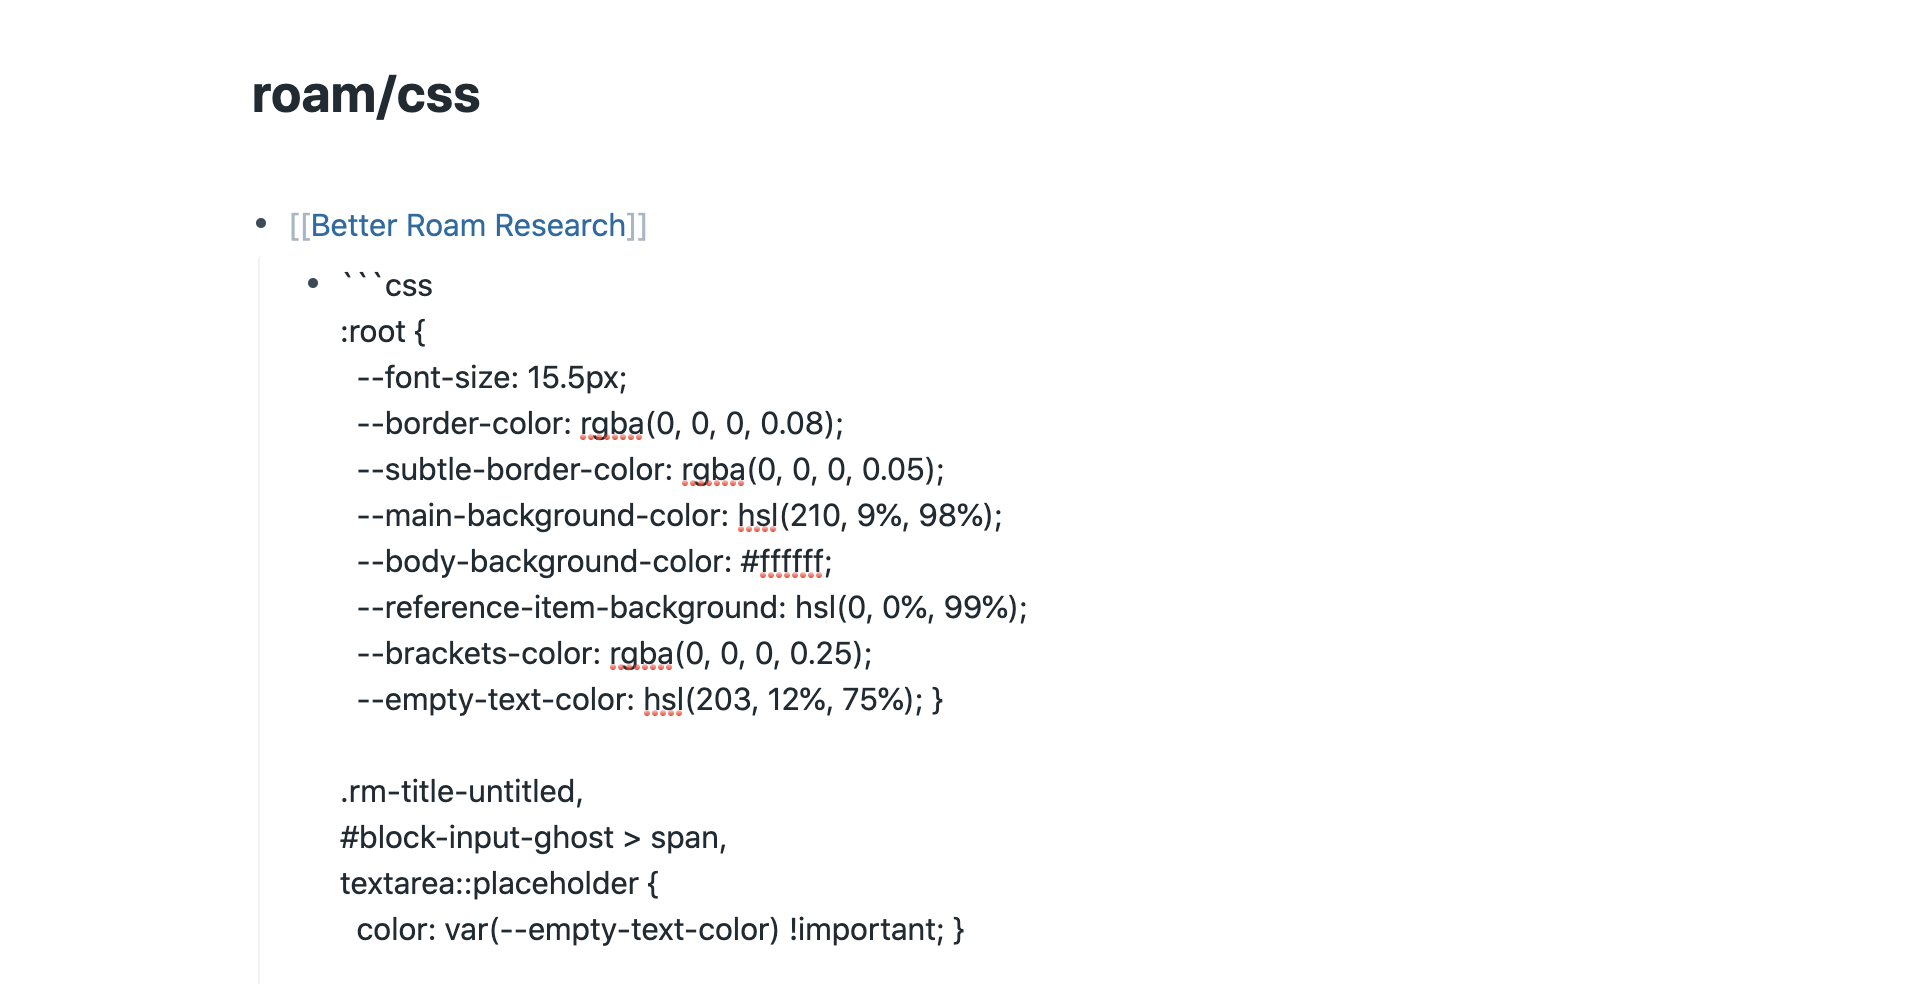 roam/css
[[Better Roam Research]]
```css
:root {
--font-size: 15.5px;
--border-color: rgba(0, 0, 0, 0.08);
--subtle-border-color: rgba(0, 0, 0, 0.05);
--main-background-color: hsl(210, 9%, 98%);
--body-background-color: #ffffff;
--reference-item-background: hsl(0, 0%, 99%);
--brackets-color: rgba(0, 0, 0, 0.25);
--empty-text-color: hsl(203, 12%, 75%); }
.rm-title-untitled,
#block-input-ghost > span,
textarea::placeholder {
color: var(--empty-text-color) !important; }